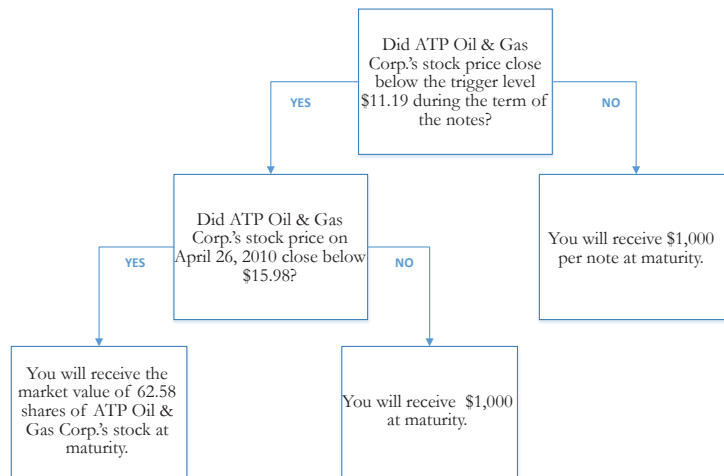 Did ATP Oil & Gas
Corp.'s stock price close
below the trigger level
$11.19 during the term of
the notes?
YES
NO
Did ATP Oil & Gas
Corp.'s stock price on
April 26, 2010 close below
$15.98?
You will receive $1,000
per note at maturity.
YES
NO
You will receive the
market value of 62.58
shares of ATP Oil &
Gas Corp.'s stock at
maturity.
You will receive $1,000
at maturity.